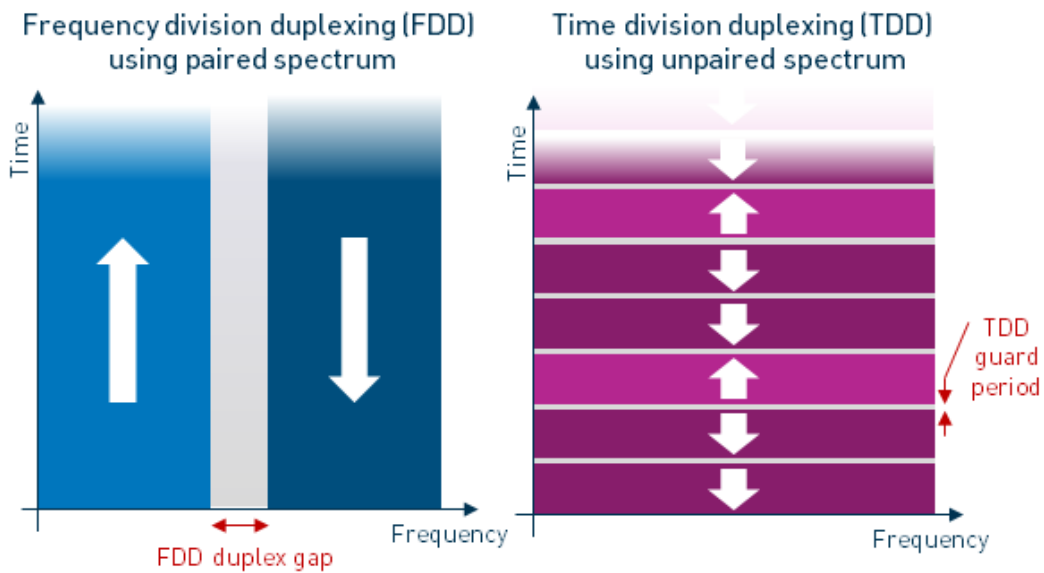 Frequency division duplexing (FDD)
using paired spectrum
Time
Frequency
FDD duplex gap
Time division duplexing (TDD)
using unpaired spectrum
Time
TDD
guard
period
Frequency